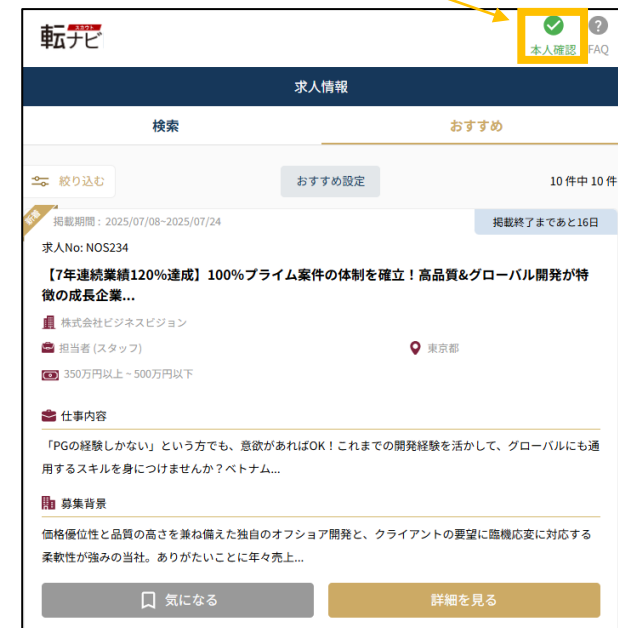 スカウト
転ナビ
本人確認
?
FAQ
求人情報
検索
おすすめ
絞り込む
おすすめ設定
10 件中 10 件
新着
掲載期間 : 2025/07/08~2025/07/24
掲載終了まであと16日
求人No: NOS234
【7年連続業績120%達成】100%プライム案件の体制を確立！高品質&グローバル開発が特
徴の成長企業...
株式会社ビジネスビジョン
担当者 (スタッフ)
東京都
350万円以上 ~ 500万円以下
仕事内容
「PGの経験しかない」という方でも、意欲があればOK！これまでの開発経験を活かして、グローバルにも通
用するスキルを身につけませんか？ベトナム...
募集背景
価格優位性と品質の高さを兼ね備えた独自のオフショア開発と、クライアントの要望に臨機応変に対応する
柔軟性が強みの当社。ありがたいことに年々売上...
気になる
詳細を見る